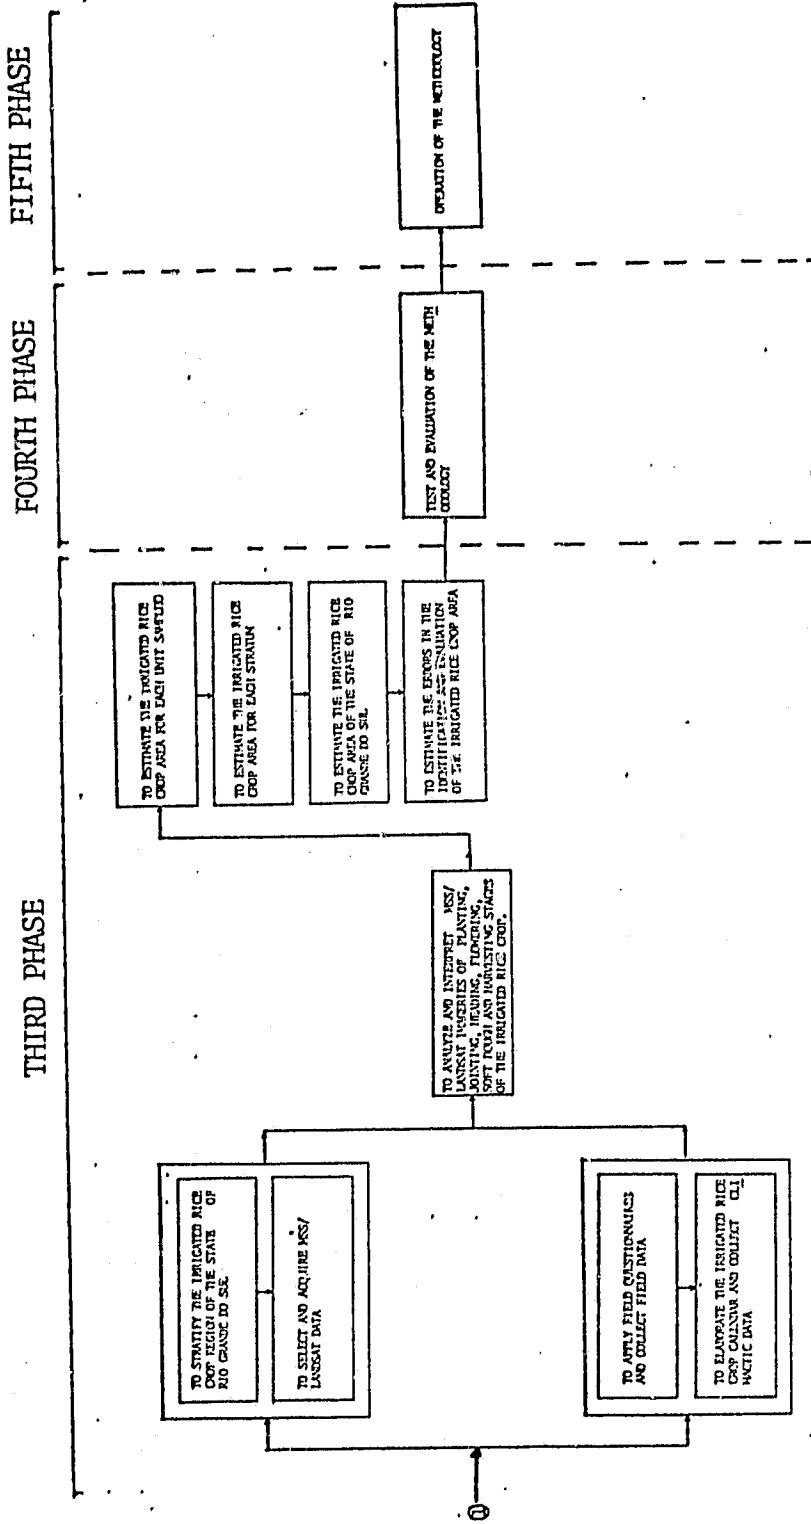 THIRD PHASE
FOURTH PHASE
FIFTH PHASE
TO STRATIFY THE IRRIGATED RICE
CROP REGION OF THE STATE OF
RIO GRANDE DO SUL
TO SELECT AND ACQUIRE MSS/
LANDSAT DATA
TO APPLY FIELD QUESTIONNAIRES
AND COLLECT FIELD DATA
TO ELABORATE THE IRRIGATED RICE
CROP CALENDAR AND COLLECT CLI
MACTIC DATA
TO ANALYZE AND INTERPRET MSS/
LANDSAT IMAGERIES OF PLANTING,
JOINTING, HEADING, FLOWERING,
SOFT DOUGH AND HARVESTING STAGES
OF THE IRRIGATED RICE CROP.
TO ESTIMATE THE IRRIGATED RICE
CROP AREA FOR EACH UNIT SAMPLED
TO ESTIMATE THE IRRIGATED RICE
CROP AREA FOR EACH STRATUM
TO ESTIMATE THE IRRIGATED RICE
CROP AREA OF THE STATE OF RIO
GRANDE DO SUL
TO ESTIMATE THE ERRORS IN THE
IDENTIFICATION AND EVALUATION
OF THE IRRIGATED RICE CROP AREA
TEST AND EVALUATION OF THE METH
ODOLOGY
OPERATION OF THE METHODOLOGY